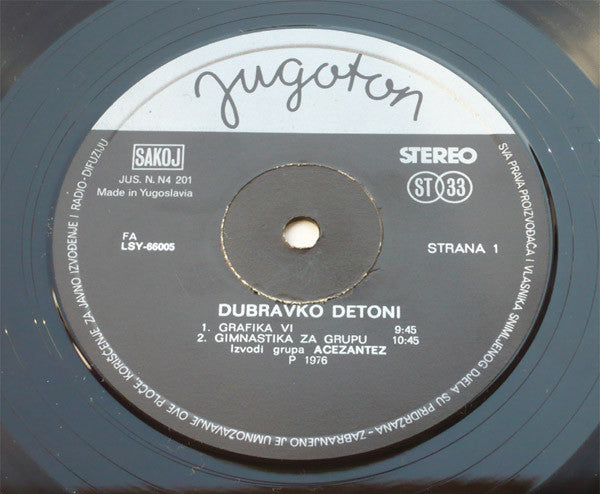 Jugoton
SAKOJ
JUS. N. N4 201
Made in Yugoslavia
STEREO
ST 33
FA
LSY-66005
STRANA 1
DUBRAVKO DETONI
1. GRAFIKA VI 9:45
2. GIMNASTIKA ZA GRUPU 10:45
Izvodi grupa ACEZANTEZ
P 1976
SVA PRAVA PROIZVOĐAČA I VLASNIKA SNIMLJENOG DJELA SU PRIDRŽANA - ZABRANJENO JE UMNOŽAVANJE OVE PLOČE, KORIŠĆENJE ZA JAVNO IZVOĐENJE I RADIO-DIFUZIJU